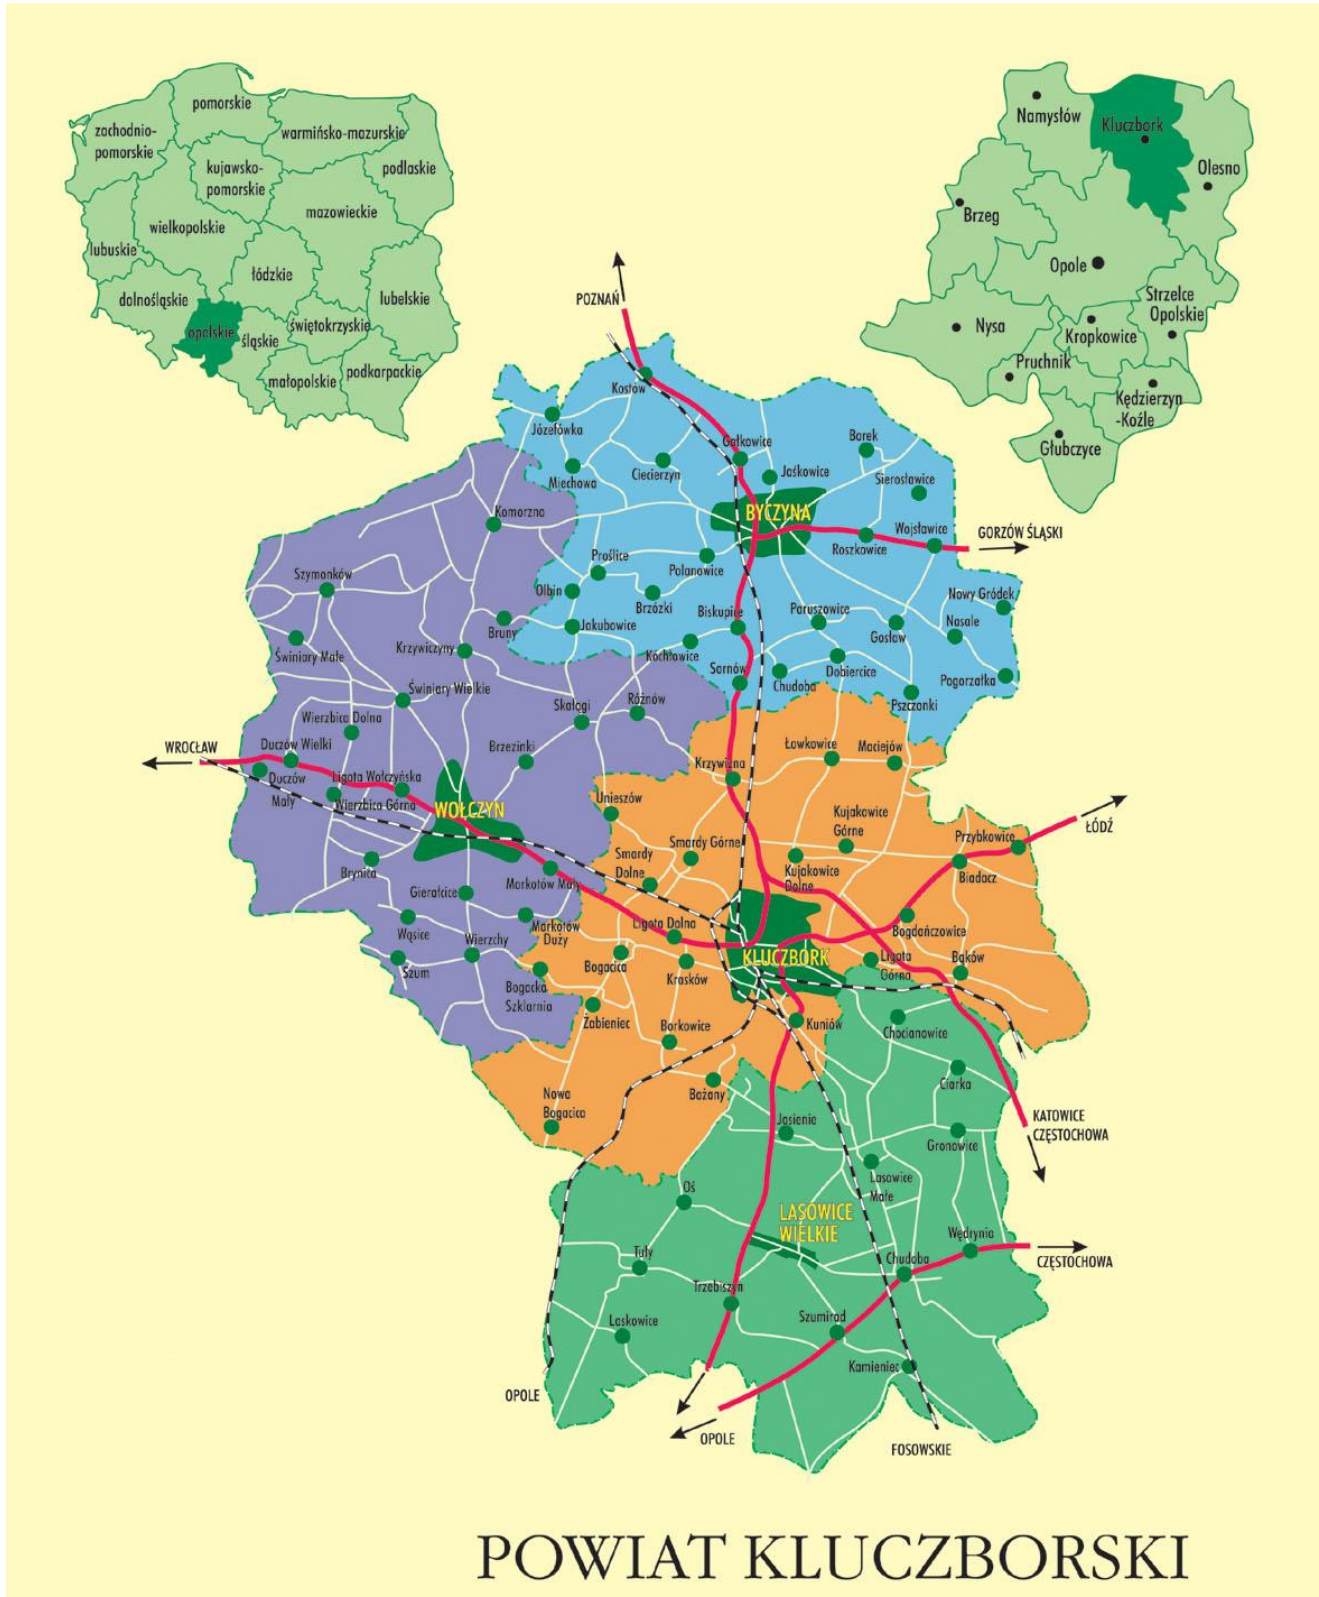 pomorskie
zachodnio-
pomorskie
warmińsko-mazurskie
kujawsko-
pomorskie
podlaskie
mazowieckie
wielkopolskie
lubuskie
łódzkie
dolnośląskie
lubelskie
opolskie
śląskie
świętokrzyskie
małopolskie
podkarpackie
Namysłów
Kluczbork
Olesno
Brzeg
Opole
Strzelce
Opolskie
Nysa
Kropkowice
Pruchnik
Kędzierzyn
-Koźle
Głubczyce
POZNAŃ
Kostów
Józefówka
Gołkowice
Borek
Miechowa
Ciecierzyn
Jaśkowice
Sierosławice
Komorzno
BYCZYNA
Wojsławice
GORZÓW ŚLĄSKI
Roszkowice
Proślice
Polanowice
Szymonków
Olbin
Brzózki
Nowy Gródek
Biskupice
Paruszowice
Nasale
Bruny
Jakubowice
Gosław
Świniary Małe
Krzywiczyny
Kochłowice
Sarnów
Dobiercice
Chudoba
Pogorzałka
Świniary Wielkie
Skałągi
Różnów
Pszczonki
Wierzbica Dolna
WROCŁAW
Duczów Wielki
Brzezinki
Łowkowice
Maciejów
Krzywizna
Duczów
Mały
Ligota Wołczyńska
Wierzbica Górna
WOŁCZYN
Unieszów
Kujakowice
Górne
ŁÓDŹ
Przybkowice
Smardy Górne
Smardy
Dolne
Kujakowice
Dolne
Biadacz
Brynica
Gierałcice
Markotów Mały
Ligota Dolna
Markotów
Duży
Bogdańczowice
Wąsice
Wierzchy
KLUCZBORK
Ligota
Górna
Bąków
Szum
Bogacica
Krasków
Bogacka
Szklarnia
Żabieniec
Borkowice
Kuniów
Chocianowice
Ciarka
Nowa
Bogacica
Bażany
Jasienie
KATOWICE
CZĘSTOCHOWA
Gronowice
Lasowice
Małe
Oś
LASOWICE
WIELKIE
Wędrynia
Tuły
Chudoba
CZĘSTOCHOWA
Trzebiszyn
Laskowice
Szumirad
Kamieniec
OPOLE
OPOLE
FOSOWSKIE
POWIAT KLUCZBORSKI